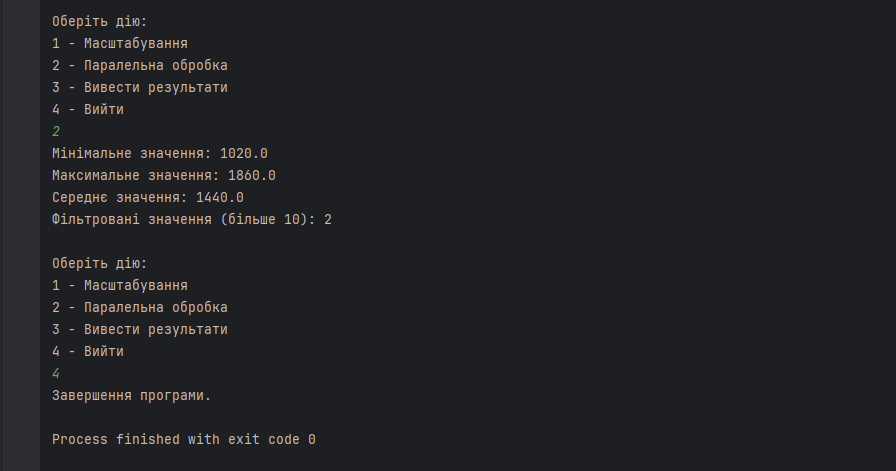 Оберіть дію:
1 - Масштабування
2 - Паралельна обробка
3 - Вивести результати
4 - Вийти
2
Мінімальне значення: 1020.0
Максимальне значення: 1860.0
Середнє значення: 1440.0
Фільтровані значення (більше 10): 2
Оберіть дію:
1 - Масштабування
2 - Паралельна обробка
3 - Вивести результати
4 - Вийти
4
Завершення програми.
Process finished with exit code 0